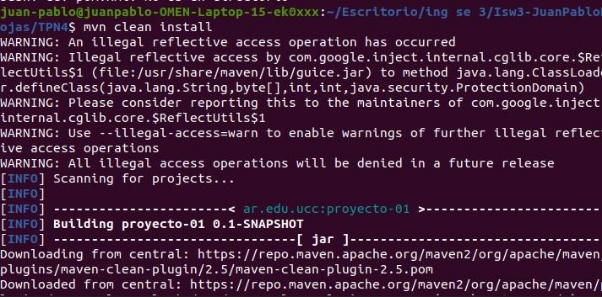 juan-pablo@juanpablo-OMEN-Laptop-15-ek0xxx:~/Escritorio/ing se 3/Isw3-JuanPabloR
ojas/TPN4$ mvn clean install
WARNING: An illegal reflective access operation has occurred
WARNING: Illegal reflective access by com.google.inject.internal.cglib.core.$Ref
lectUtils$1 (file:/usr/share/maven/lib/guice.jar) to method java.lang.ClassLoade
r.defineClass(java.lang.String,byte[],int,int,java.security.ProtectionDomain)
WARNING: Please consider reporting this to the maintainers of com.google.inject.
internal.cglib.core.$ReflectUtils$1
WARNING: Use --illegal-access=warn to enable warnings of further illegal reflect
ive access operations
WARNING: All illegal access operations will be denied in a future release
[INFO] Scanning for projects...
[INFO]
[INFO] -----------------------< ar.edu.ucc:proyecto-01 >-----------------------
[INFO] Building proyecto-01 0.1-SNAPSHOT
[INFO] --------------------------------[ jar ]---------------------------------
Downloading from central: https://repo.maven.apache.org/maven2/org/apache/maven/
plugins/maven-clean-plugin/2.5/maven-clean-plugin-2.5.pom
Downloaded from central: https://repo.maven.apache.org/maven2/org/apache/maven/p